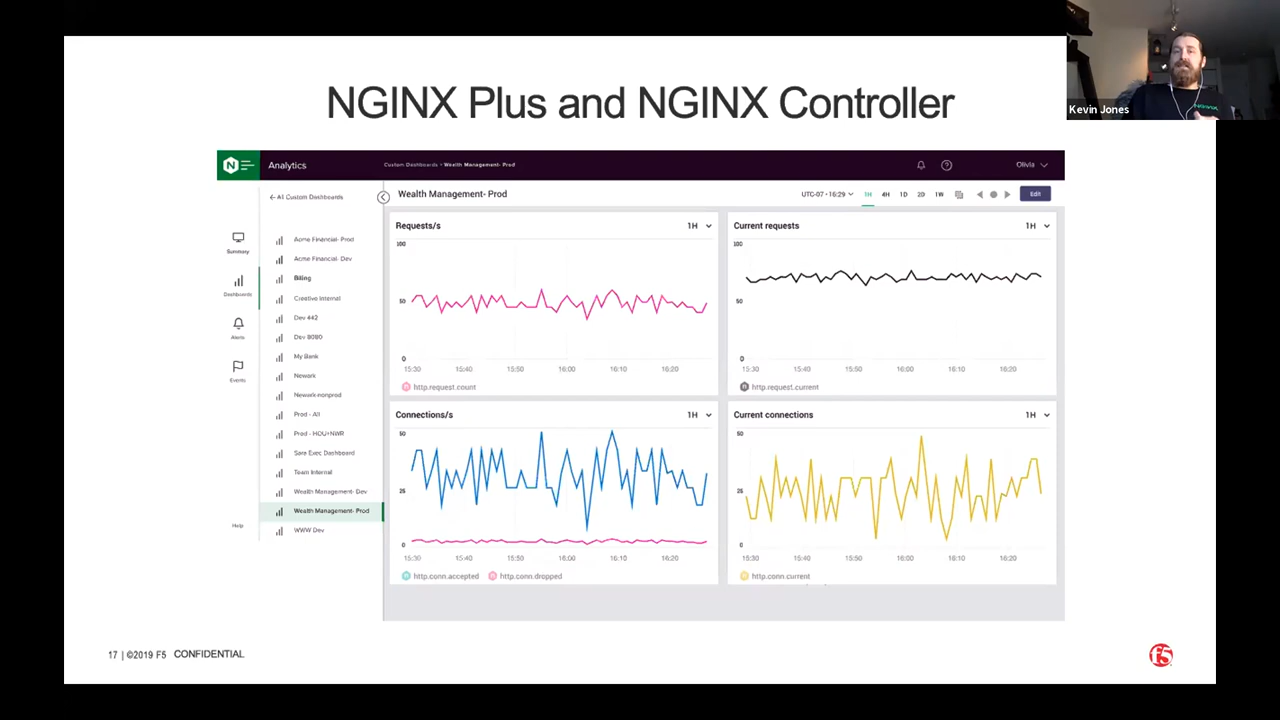 NGINX Plus and NGINX Controller
Kevin Jones
NGINX
N
Analytics
Custom Dashboards • Wealth Management- Prod
Olivia
All Custom Dashboards
Wealth Management- Prod
UTC-07 • 16:29
1H
4H
1D
2D
1W
Edit
Summary
Dashboards
Alerts
Events
Help
Acme Financial- Prod
Acme Financial- Dev
Billing
Creative Internal
Dev 442
Dev 8080
My Bank
Newark
Newark-nonprod
Prod - All
Prod - HOU+NWR
Sara Exec Dashboard
Team Internal
Wealth Management- Dev
Wealth Management- Prod
WWW Dev
Requests/s
1H
100
50
0
15:30 15:40 15:50 16:00 16:10 16:20
http.request.count
Current requests
1H
100
50
0
15:30 15:40 15:50 16:00 16:10 16:20
http.request.current
Connections/s
1H
50
25
0
15:30 15:40 15:50 16:00 16:10 16:20
http.conn.accepted http.conn.dropped
Current connections
1H
50
25
0
15:30 15:40 15:50 16:00 16:10 16:20
http.conn.current
17 | ©2019 F5 CONFIDENTIAL
f5